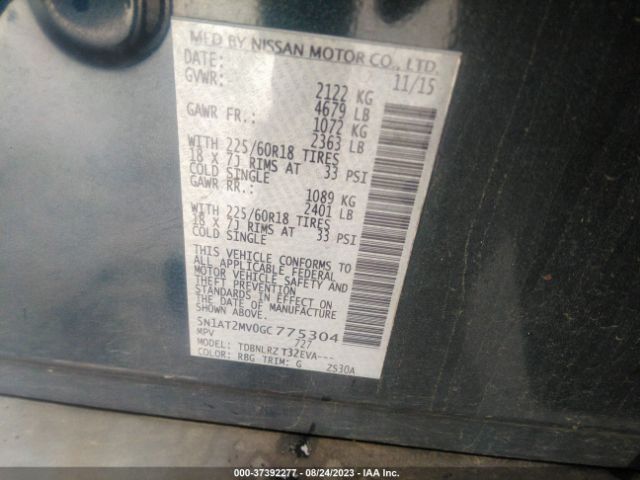 MFD BY NISSAN MOTOR CO., LTD.
DATE: 11/15
GVWR: 2122 KG
4679 LB
GAWR FR.: 1072 KG
2363 LB
WITH 225/60R18 TIRES
18 X 7J RIMS AT 33 PSI
COLD SINGLE
GAWR RR.: 1089 KG
2401 LB
WITH 225/60R18 TIRES
18 X 7J RIMS AT 33 PSI
COLD SINGLE
THIS VEHICLE CONFORMS TO
ALL APPLICABLE FEDERAL
MOTOR VEHICLE SAFETY AND
THEFT PREVENTION
STANDARDS IN EFFECT ON
THE DATE OF MANUFACTURE
SHOWN ABOVE.
5N1AT2MV0GC775304
MPV 727
MODEL: TDBNLRZ T32EVA---
COLOR: RBG TRIM: G 2S30A
000-37392277 - 08/24/2023 - IAA Inc.